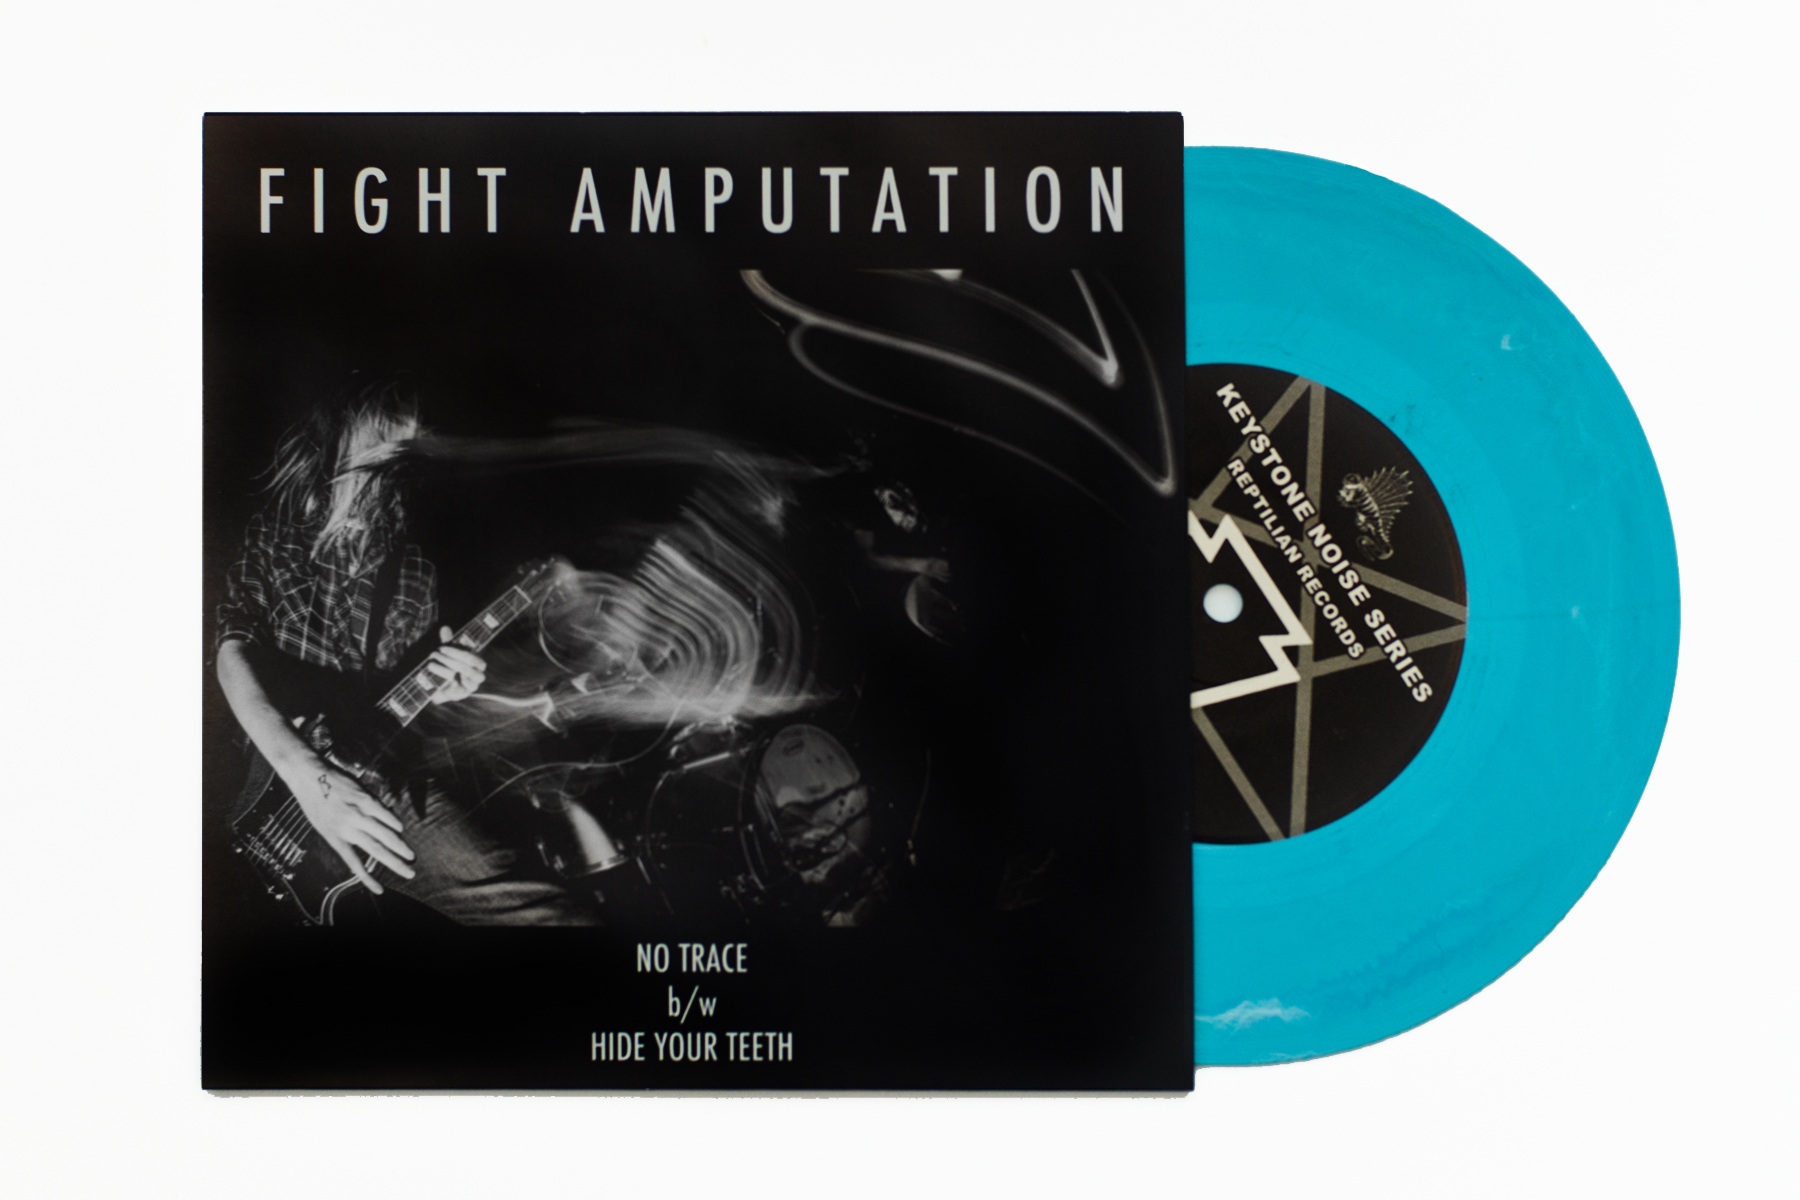 FIGHT AMPUTATION
NO TRACE
b/w
HIDE YOUR TEETH
KEYSTONE NOISE SERIES
REPTILIAN RECORDS